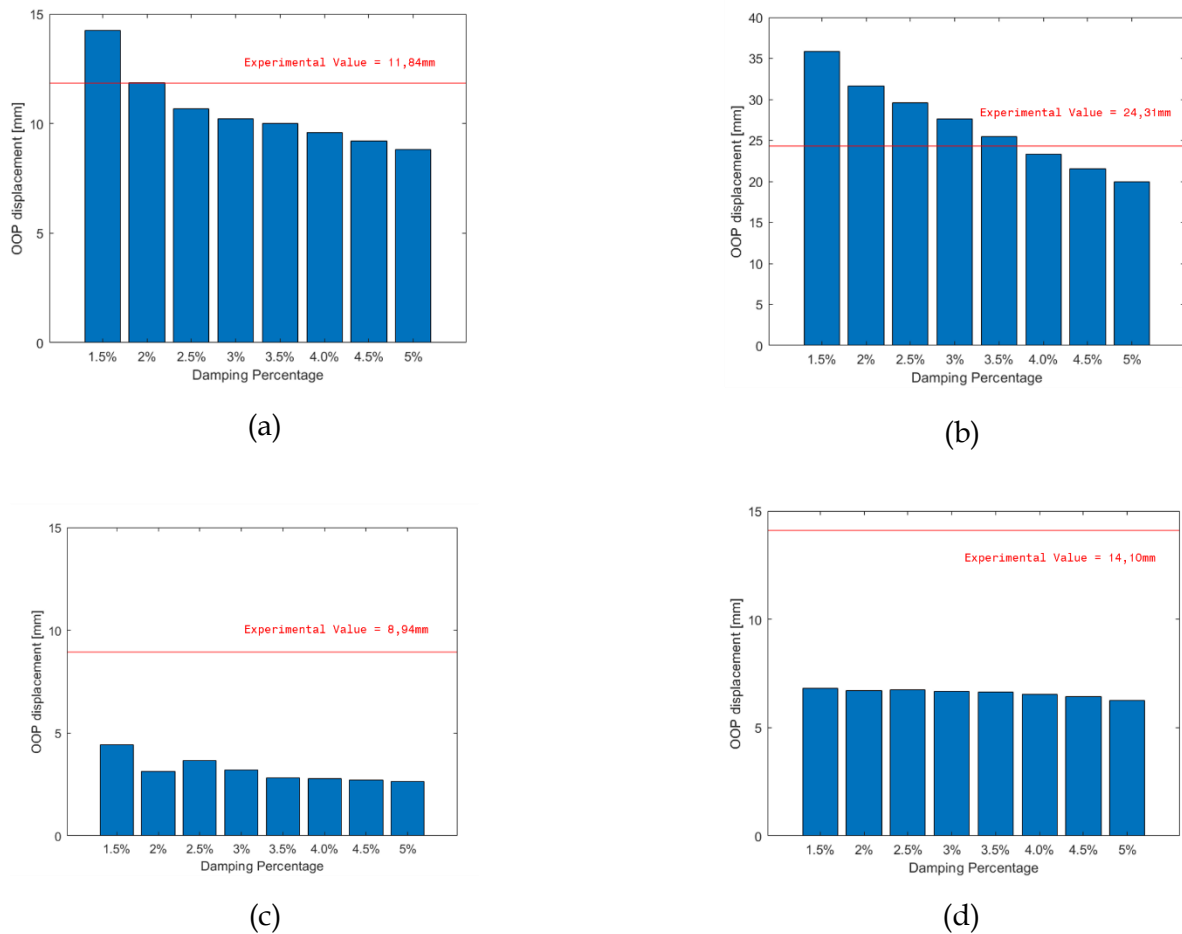 15
10
5
0
OOP displacement [mm]
Experimental Value = 11,84mm
1.5% 2% 2.5% 3% 3.5% 4.0% 4.5% 5%
Damping Percentage
(a)
40
35
30
25
20
15
10
5
0
OOP displacement [mm]
Experimental Value = 24,31mm
1.5% 2% 2.5% 3% 3.5% 4.0% 4.5% 5%
Damping Percentage
(b)
15
10
5
0
OOP displacement [mm]
Experimental Value = 8,94mm
1.5% 2% 2.5% 3% 3.5% 4.0% 4.5% 5%
Damping Percentage
(c)
15
10
5
0
OOP displacement [mm]
Experimental Value = 14,10mm
1.5% 2% 2.5% 3% 3.5% 4.0% 4.5% 5%
Damping Percentage
(d)